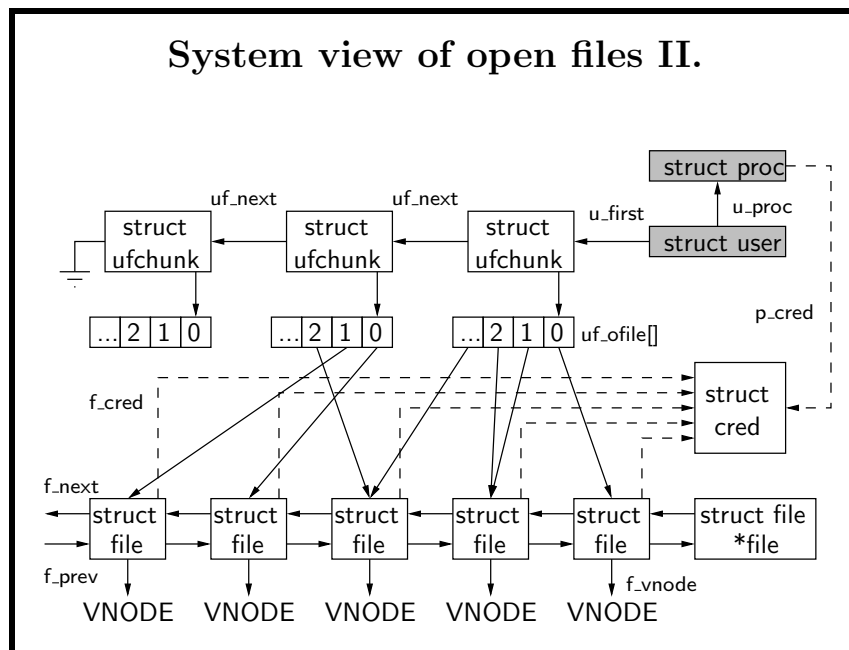 System view of open files II.
struct proc
uf_next
uf_next
u_first
u_proc
struct
ufchunk
struct
ufchunk
struct
ufchunk
struct user
...
2
1
0
...
2
1
0
...
2
1
0
uf_ofile[]
p_cred
f_cred
struct
cred
f_next
struct
file
struct
file
struct
file
struct
file
struct
file
struct file
*file
f_prev
f_vnode
VNODE
VNODE
VNODE
VNODE
VNODE